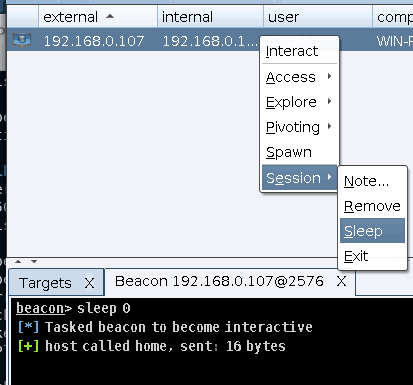 external internal user comp
192.168.0.107 192.168.0.1... WIN-F
Interact
Access
Explore
Pivoting
Spawn
Session
Note...
Remove
Sleep
Exit
Targets X Beacon 192.168.0.107@2576 X
beacon> sleep 0
[*] Tasked beacon to become interactive
[+] host called home, sent: 16 bytes